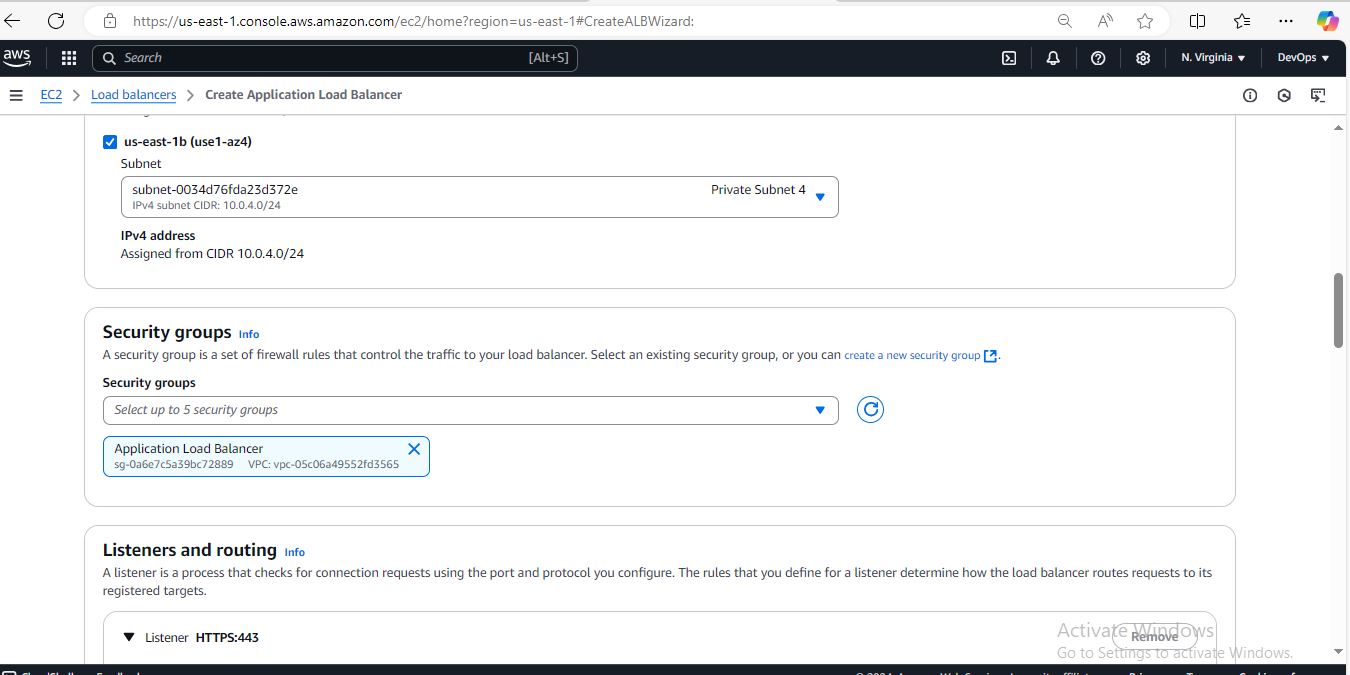 https://us-east-1.console.aws.amazon.com/ec2/home?region=us-east-1#CreateALBWizard:
aws Search [Alt+S] N. Virginia DevOps
EC2 Load balancers Create Application Load Balancer
us-east-1b (use1-az4)
Subnet
subnet-0034d76fda23d372e Private Subnet 4
IPv4 subnet CIDR: 10.0.4.0/24
IPv4 address
Assigned from CIDR 10.0.4.0/24
Security groups Info
A security group is a set of firewall rules that control the traffic to your load balancer. Select an existing security group, or you can create a new security group.
Security groups
Select up to 5 security groups
Application Load Balancer
sg-0a6e7c5a39bc72889 VPC: vpc-05c06a49552fd3565
Listeners and routing Info
A listener is a process that checks for connection requests using the port and protocol you configure. The rules that you define for a listener determine how the load balancer routes requests to its
registered targets.
Listener HTTPS:443
Remove
Activate Windows
Go to Settings to activate Windows.